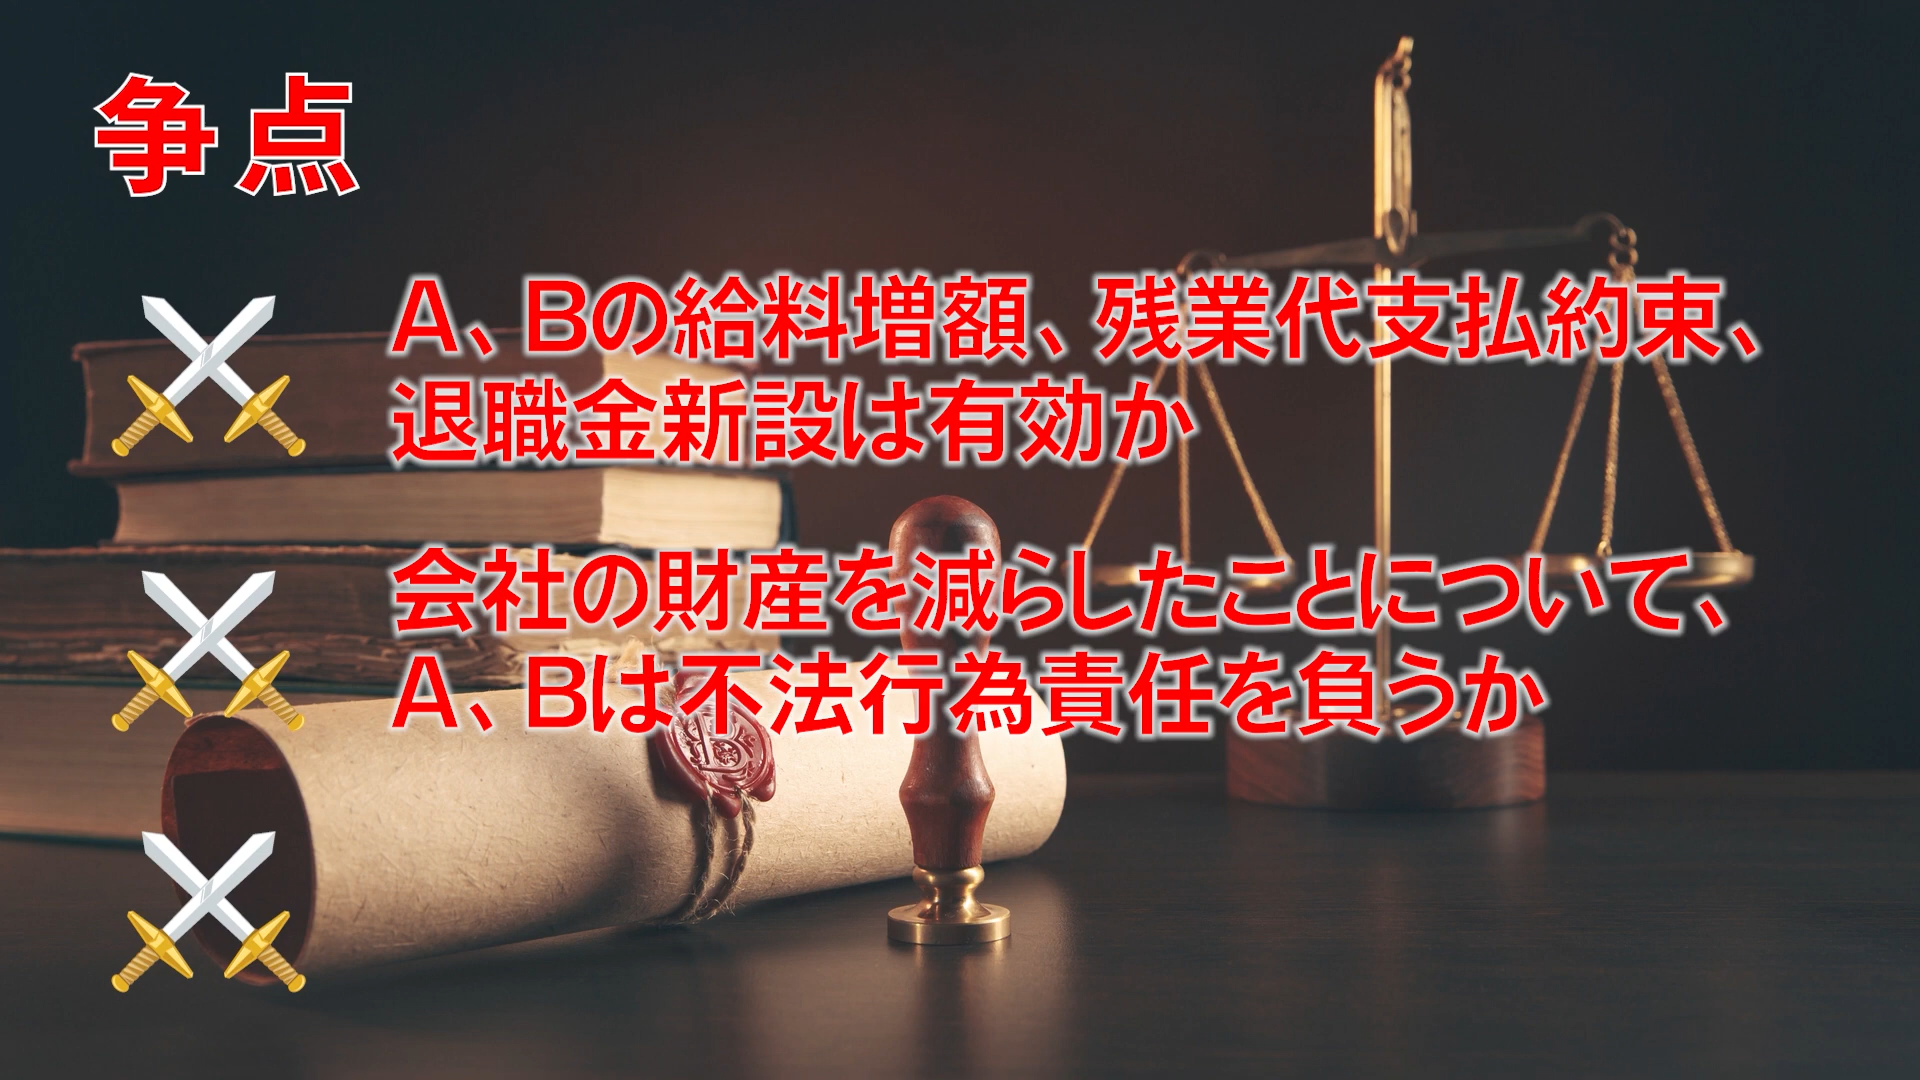 争点
A、Bの給料増額、残業代支払約束、
退職金新設は有効か
会社の財産を減らしたことについて、
A、Bは不法行為責任を負うか